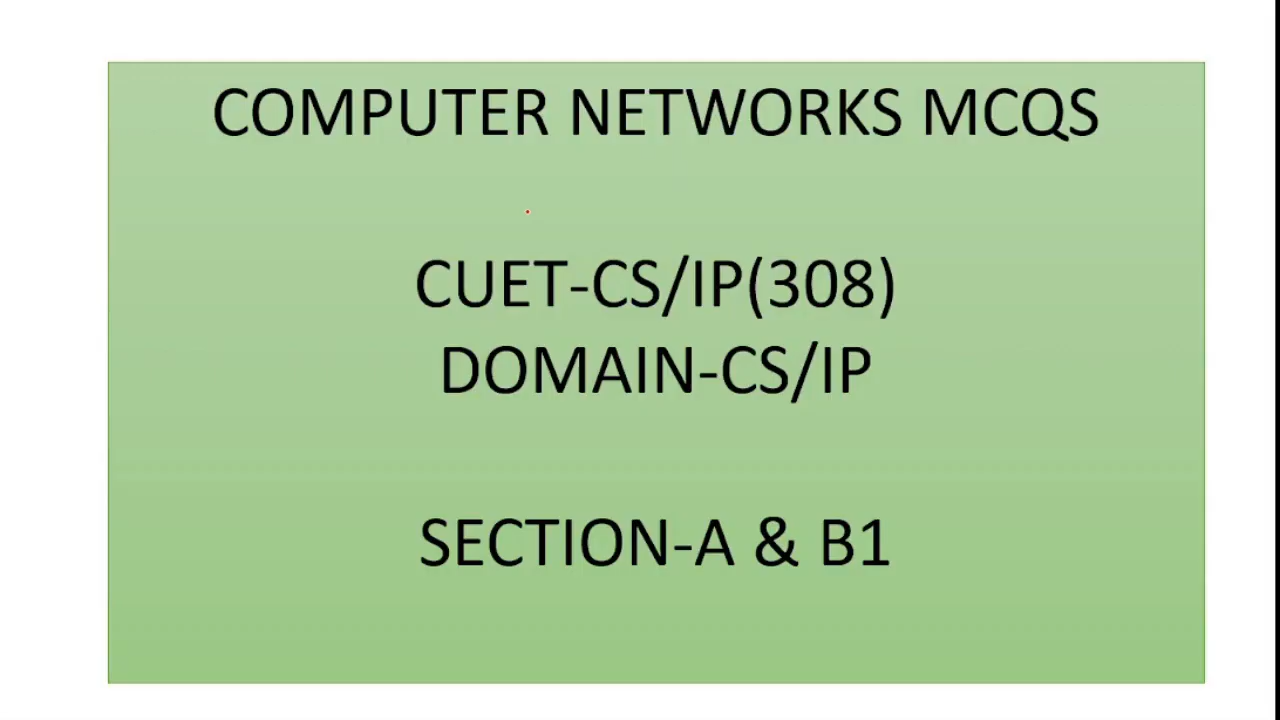 COMPUTER NETWORKS MCQS
CUET-CS/IP(308)
DOMAIN-CS/IP
SECTION-A & B1